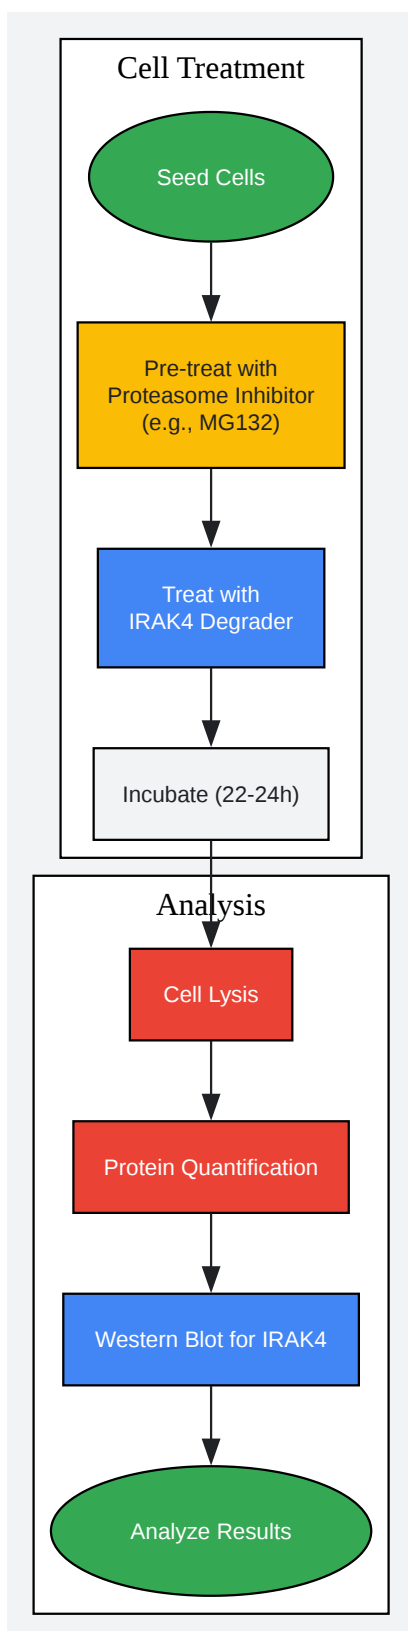 Cell Treatment
Seed Cells
Pre-treat with
Proteasome Inhibitor
(e.g., MG132)
Treat with
IRAK4 Degrader
Incubate (22-24h)
Analysis
Cell Lysis
Protein Quantification
Western Blot for IRAK4
Analyze Results